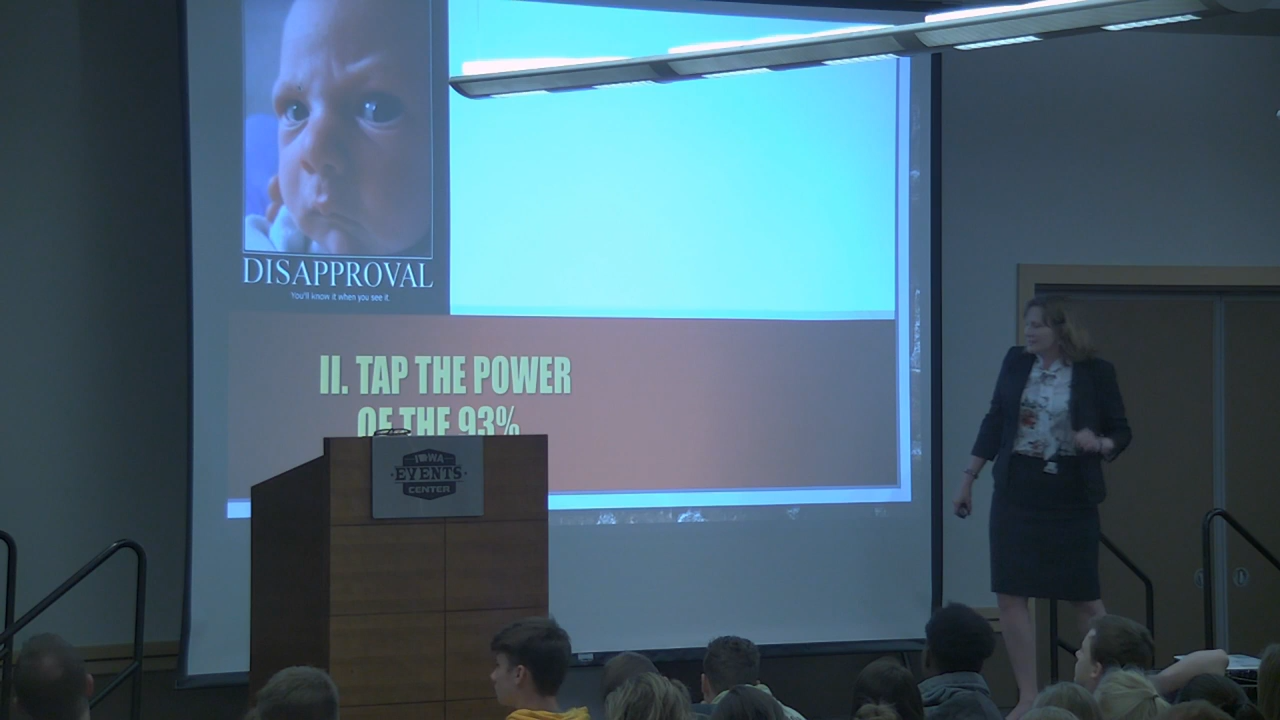 DISAPPROVAL
You'll know it when you see it.
II. TAP THE POWER
OF THE 93%
IOWA
EVENTS
CENTER